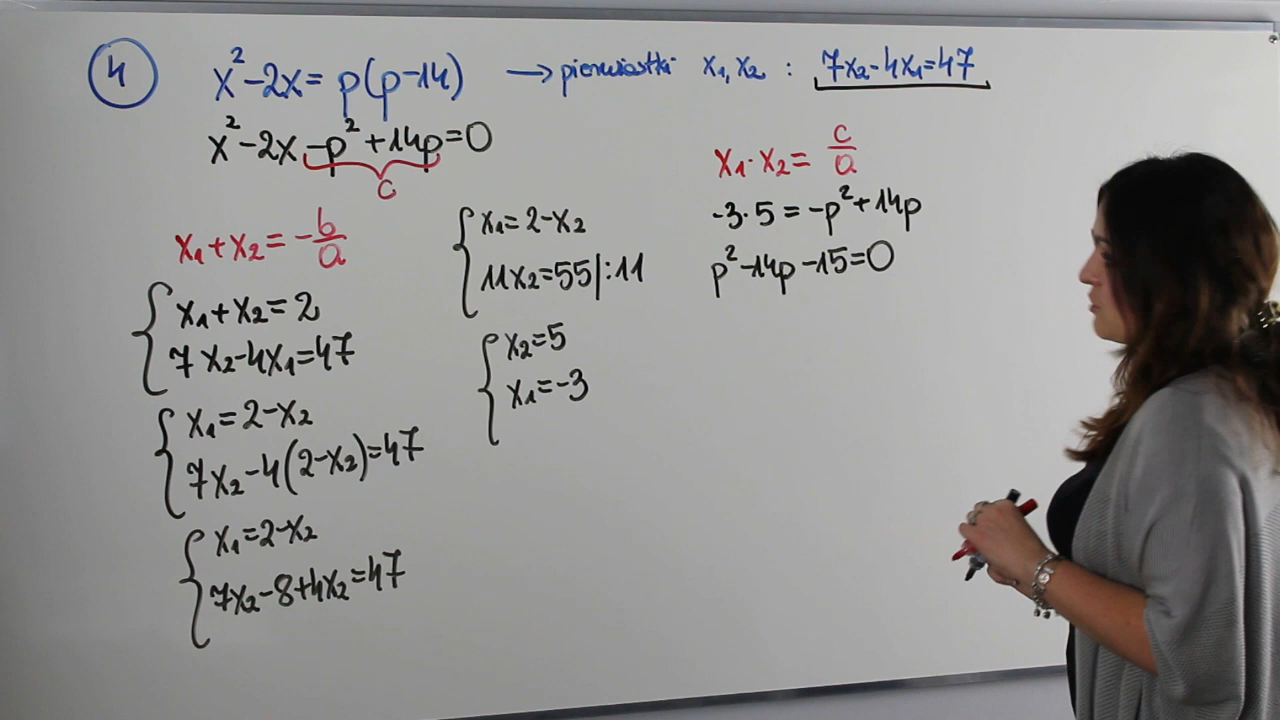 4
x²-2x=p(p-14) → pierwiastki x₁,x₂ : 7x₂-4x₁=47
x²-2x-p²+14p=0
c
x₁+x₂=-b/a
x₁+x₂=2
7x₂-4x₁=47
x₁=2-x₂
7x₂-4(2-x₂)=47
x₁=2-x₂
7x₂-8+4x₂=47
x₁=2-x₂
11x₂=55|:11
x₂=5
x₁=-3
x₁·x₂=c/a
-3·5=-p²+14p
p²-14p-15=0